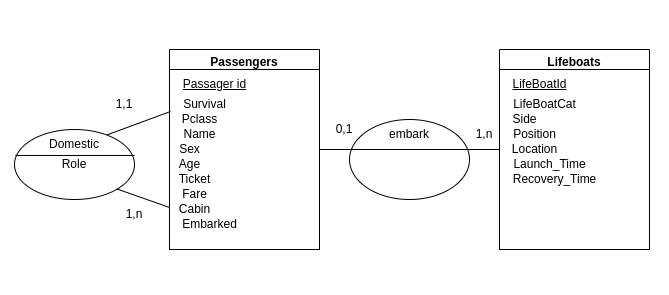 Passengers
Passager id
Survival
Pclass
Name
Sex
Age
Ticket
Fare
Cabin
Embarked
Lifeboats
LifeBoatId
LifeBoatCat
Side
Position
Location
Launch_Time
Recovery_Time
1,1
Domestic
Role
1,n
0,1
embark
1,n